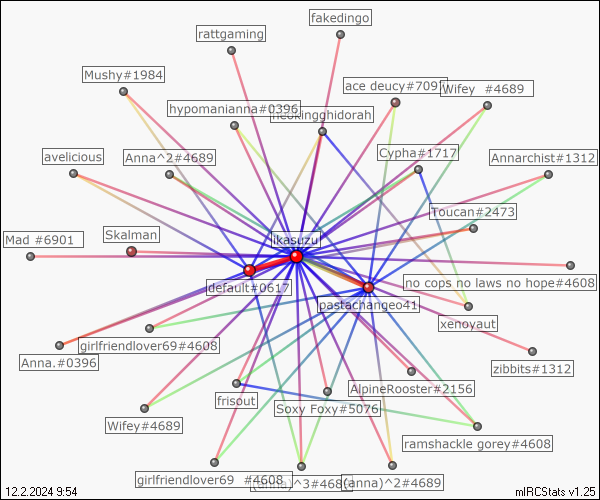 fakedingo
rattgaming
Mushy#1984
ace deucy#7097
Wifey #4689
hypomanianna#0396
neokingghidorah
avelicious
Anna^2#4689
Cypha#1717
Annarchist#1312
Toucan#2473
Mad #6901
Skalman
ikasuzu
default#0617
no cops no laws no hope#4608
pastachangeo41
xenoyaut
girlfriendlover69#4608
Anna.#0396
zibbits#1312
AlpineRooster#2156
frisout
Soxy Foxy#5076
Wifey#4689
ramshackle gorey#4608
girlfriendlover69 #4608
(anna)^3#4689
(anna)^2#4689
12.2.2024 9:54
mIRCStats v1.25